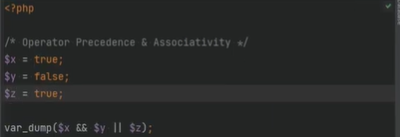 <?php
/* Operator Precedence & Associativity */
$x = true;
$y = false;
$z = true;
var_dump($x && $y || $z);